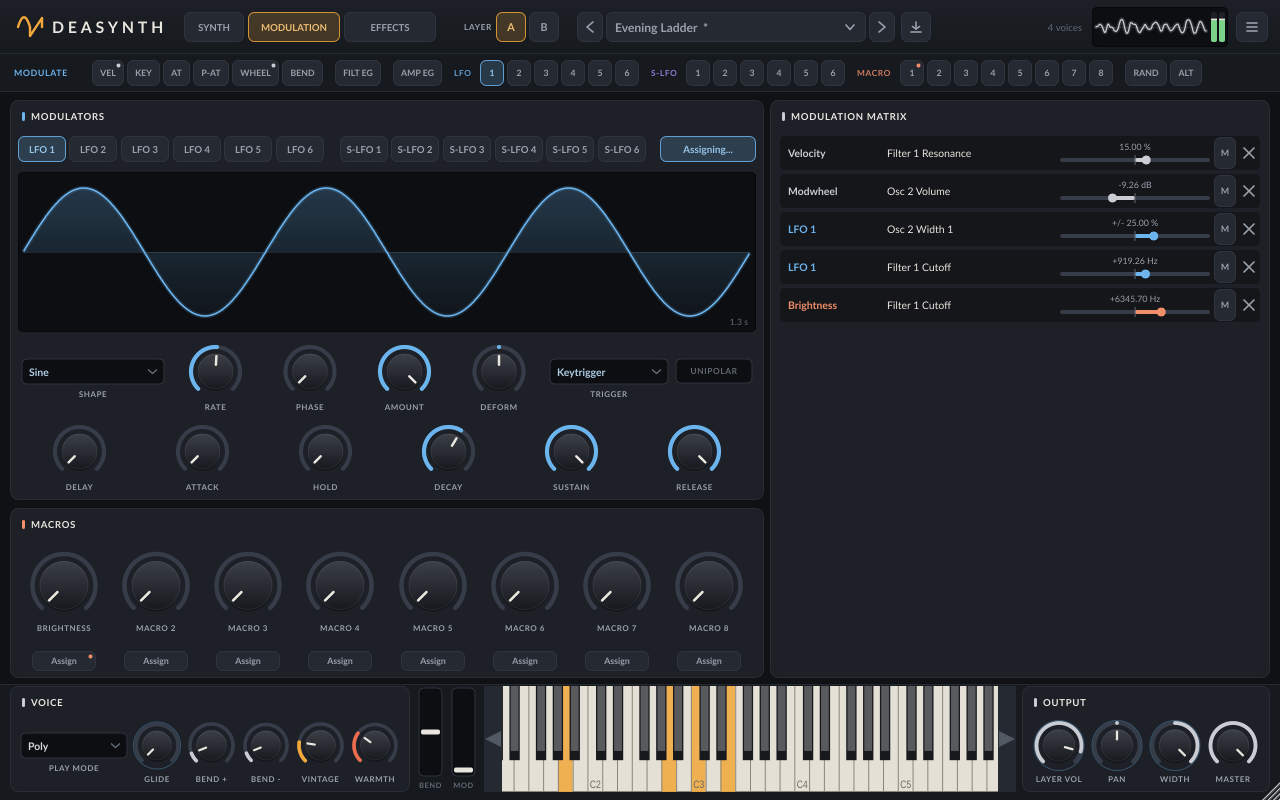 DEASYNTH SYNTH MODULATION EFFECTS LAYER A B Evening Ladder * 4 voices
MODULATE VEL KEY AT P-AT WHEEL BEND FILT EG AMP EG LFO 1 2 3 4 5 6 S-LFO 1 2 3 4 5 6 MACRO 1 2 3 4 5 6 7 8 RAND ALT
MODULATORS
LFO 1 LFO 2 LFO 3 LFO 4 LFO 5 LFO 6 S-LFO 1 S-LFO 2 S-LFO 3 S-LFO 4 S-LFO 5 S-LFO 6 Assigning...
1.3 s
Sine Keytrigger UNIPOLAR
SHAPE RATE PHASE AMOUNT DEFORM TRIGGER
DELAY ATTACK HOLD DECAY SUSTAIN RELEASE
MACROS
BRIGHTNESS MACRO 2 MACRO 3 MACRO 4 MACRO 5 MACRO 6 MACRO 7 MACRO 8
Assign Assign Assign Assign Assign Assign Assign Assign
MODULATION MATRIX
Velocity Filter 1 Resonance 15.00 % M
Modwheel Osc 2 Volume -9.26 dB M
LFO 1 Osc 2 Width 1 +/- 25.00 % M
LFO 1 Filter 1 Cutoff +919.26 Hz M
Brightness Filter 1 Cutoff +6345.70 Hz M
VOICE
Poly
PLAY MODE GLIDE BEND + BEND - VINTAGE WARMTH
BEND MOD
C2 C3 C4 C5
OUTPUT
LAYER VOL PAN WIDTH MASTER